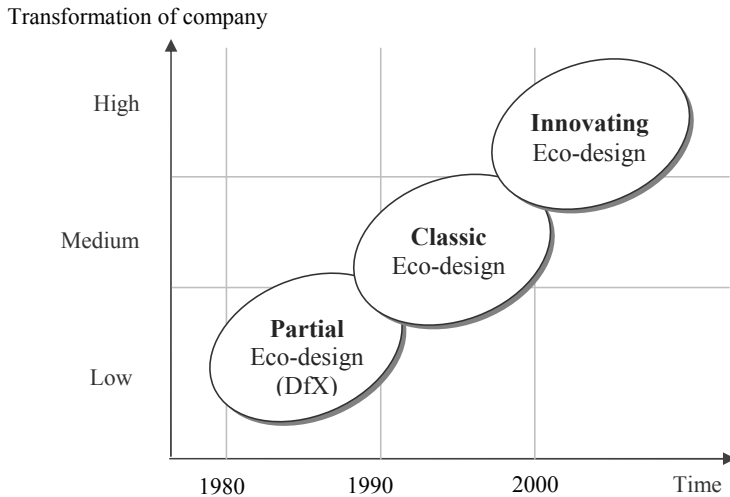 Transformation of company
High
Innovating
Eco-design
Medium
Classic
Eco-design
Partial
Eco-design
(DfX)
Low
1980
1990
2000
Time